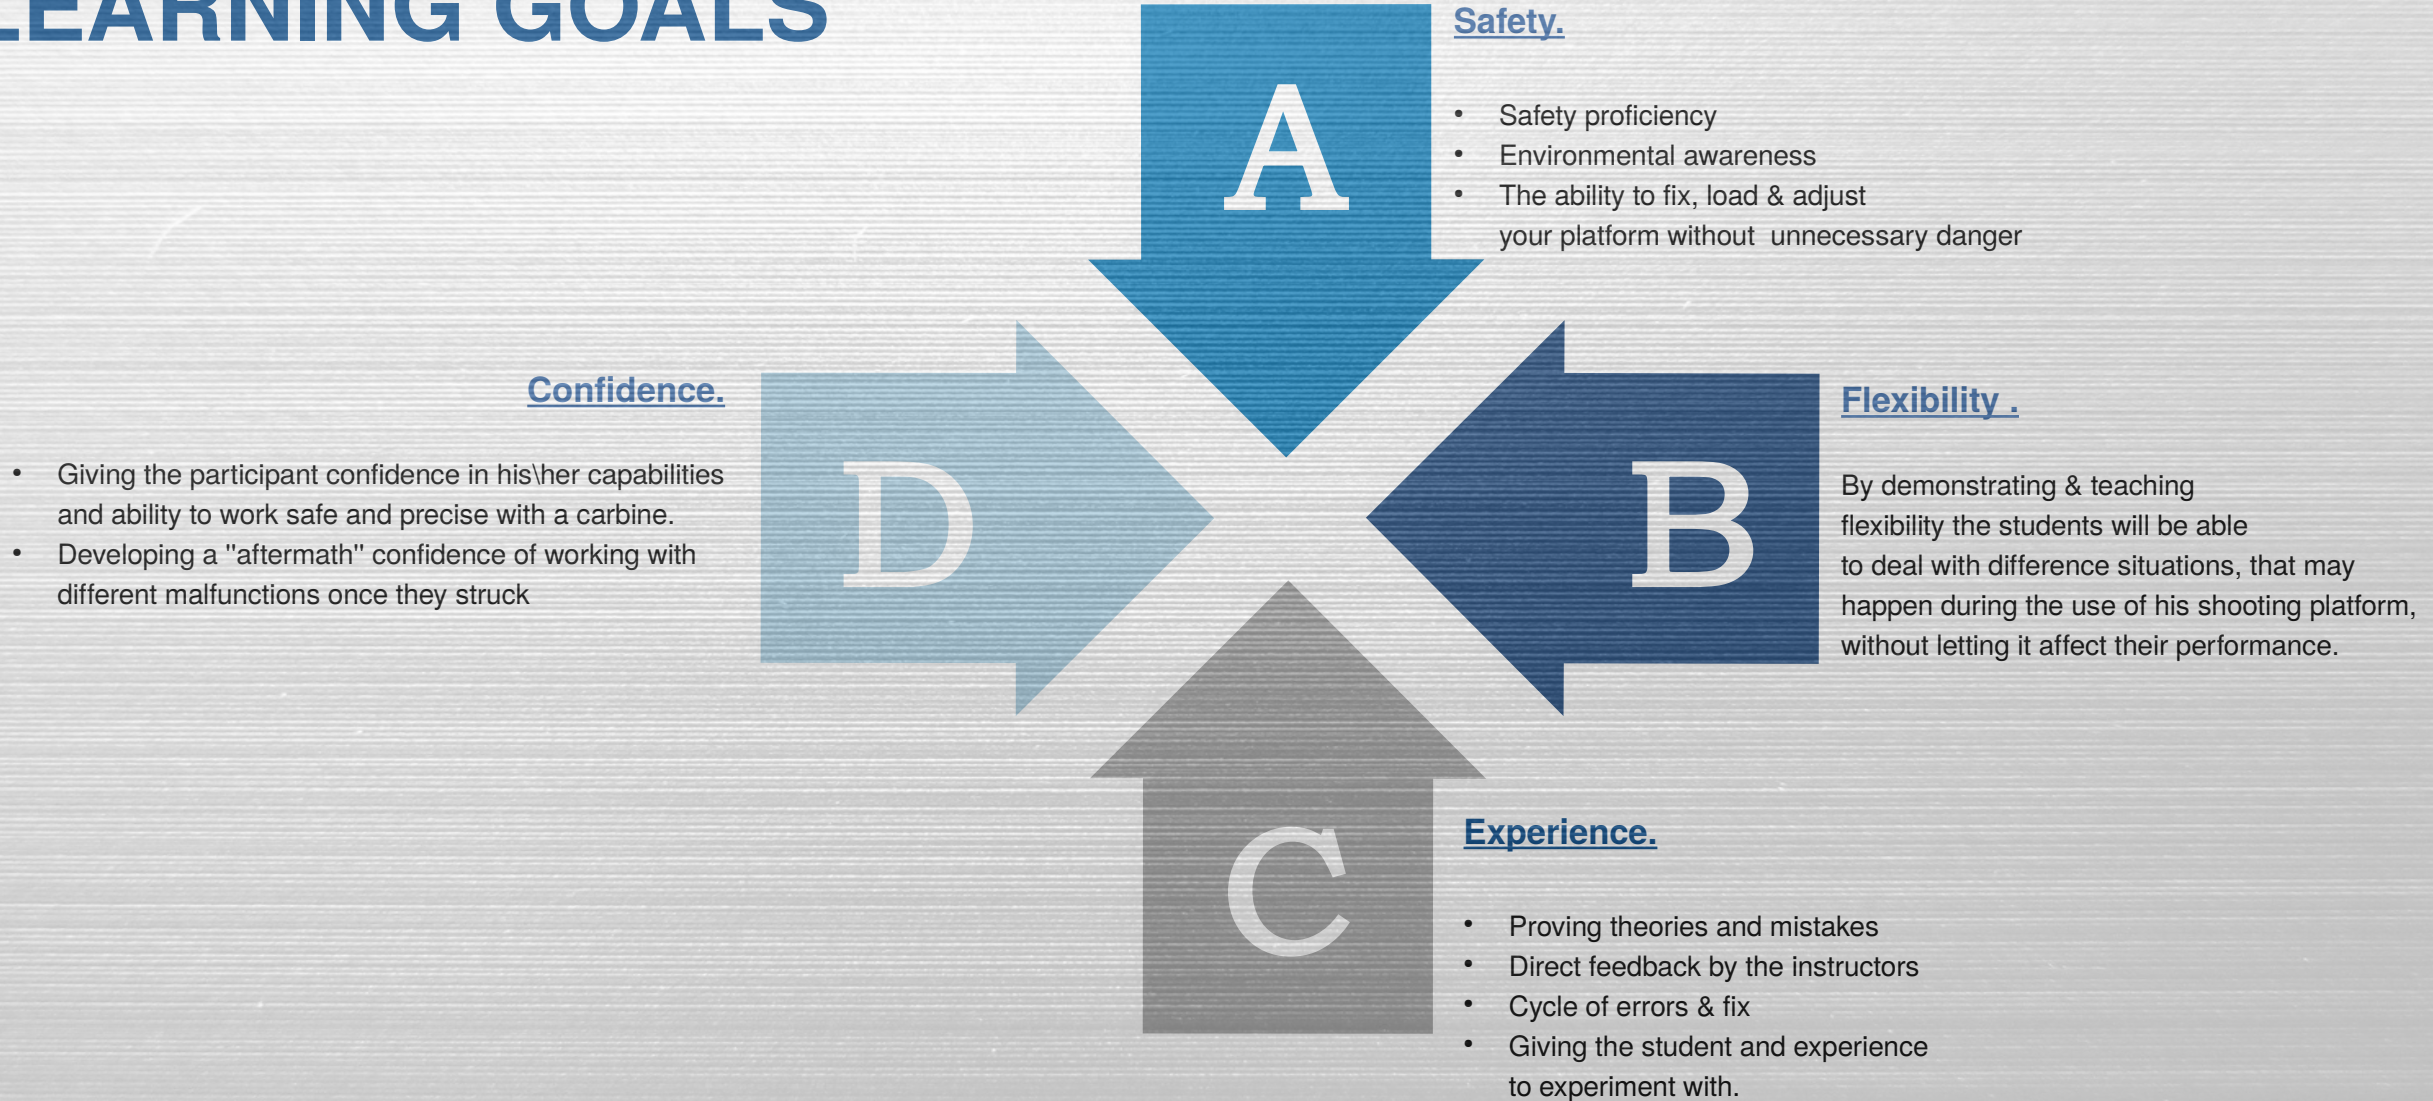 LEARNING GOALS
A
Safety.
• Safety proficiency
• Environmental awareness
• The ability to fix, load & adjust
your platform without  unnecessary danger
B
Flexibility .
By demonstrating & teaching
flexibility the students will be able
to deal with difference situations, that may
happen during the use of his shooting platform,
without letting it affect their performance.
C
Experience.
• Proving theories and mistakes
• Direct feedback by the instructors
• Cycle of errors & fix
• Giving the student and experience
to experiment with.
D
Confidence.
• Giving the participant confidence in his\her capabilities
and ability to work safe and precise with a carbine.
• Developing a "aftermath" confidence of working with
different malfunctions once they struck